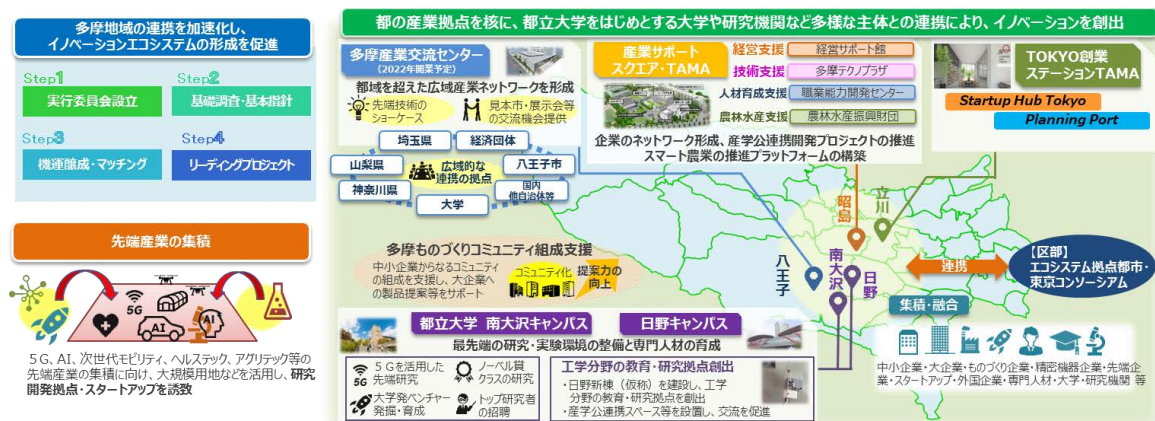 多摩地域の連携を加速化し、
イノベーションエコシステムの形成を促進
Step1
実行委員会設立
Step2
基礎調査・基本指針
Step3
機運醸成・マッチング
Step4
リーディングプロジェクト
先端産業の集積
5G
AI
AI
5G、AI、次世代モビリティ、ヘルステック、アグリテック等の
先端産業の集積に向け、大規模用地などを活用し、研究
開発拠点・スタートアップを誘致
都の産業拠点を核に、都立大学をはじめとする大学や研究機関など多様な主体との連携により、イノベーションを創出
多摩産業交流センター
(2022年開業予定)
都域を超えた広域産業ネットワークを形成
先端技術の
ショーケース
見本市・展示会等
の交流機会提供
埼玉県
経済団体
山梨県
広域的な
連携の拠点
八王子市
神奈川県
大学
国内
他自治体等
産業サポート
スクエア・TAMA
経営支援
経営サポート館
技術支援
多摩テクノプラザ
人材育成支援
職業能力開発センター
農林水産支援
農林水産振興財団
企業のネットワーク形成、産学公連携開発プロジェクトの推進
スマート農業の推進プラットフォームの構築
TOKYO創業
ステーションTAMA
Startup Hub Tokyo
Planning Port
多摩ものづくりコミュニティ組成支援
中小企業からなるコミュニティ
の組成を支援し、大企業へ
の製品提案等をサポート
コミュニティ化
提案力の
向上
八王子
南大沢
日野
昭島
立川
連携
【区部】
エコシステム拠点都市・
東京コンソーシアム
集積・融合
中小企業・大企業・ものづくり企業・精密機器企業・先端企
業・スタートアップ・外国企業・専門人材・大学・研究機関 等
都立大学 南大沢キャンパス
日野キャンパス
最先端の研究・実験環境の整備と専門人材の育成
5G
5Gを活用した
先端研究
ノーベル賞
クラスの研究
大学発ベンチャー
発掘・育成
トップ研究者
の招聘
工学分野の教育・研究拠点創出
・日野新棟（仮称）を建設し、工学
分野の教育・研究拠点を創出
・産学公連携スペース等を設置し、交流を促進